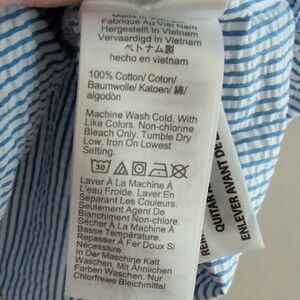 Made In Vietnam
Fabriqué Au Viet Nam
Hergestellt In Vietnam
Vervaardigd In Vietnam
ベトナム製
hecho en vietnam
100% Cotton/ Coton/
Baumwolle/ Katoen/ 綿/
algodón
Machine Wash Cold. With
Like Colors. Non-chlorine
Bleach Only. Tumble Dry
Low. Iron On Lowest
Setting.
30
Laver À La Machine À
L'eau Froide. Laver En
Séparant Les Couleurs.
Seulement Agent De
Blanchiment Non-chlore.
Sécher À La Machine À
Basse Température.
Repasser À Fer Doux Si
Nécessaire.
In Der Maschine Kalt
Waschen. Mit Ähnlichen
Farben Waschen. Nur
Chlorfreies Bleichmittel
QUITAR
ENLEVER AVANT DE